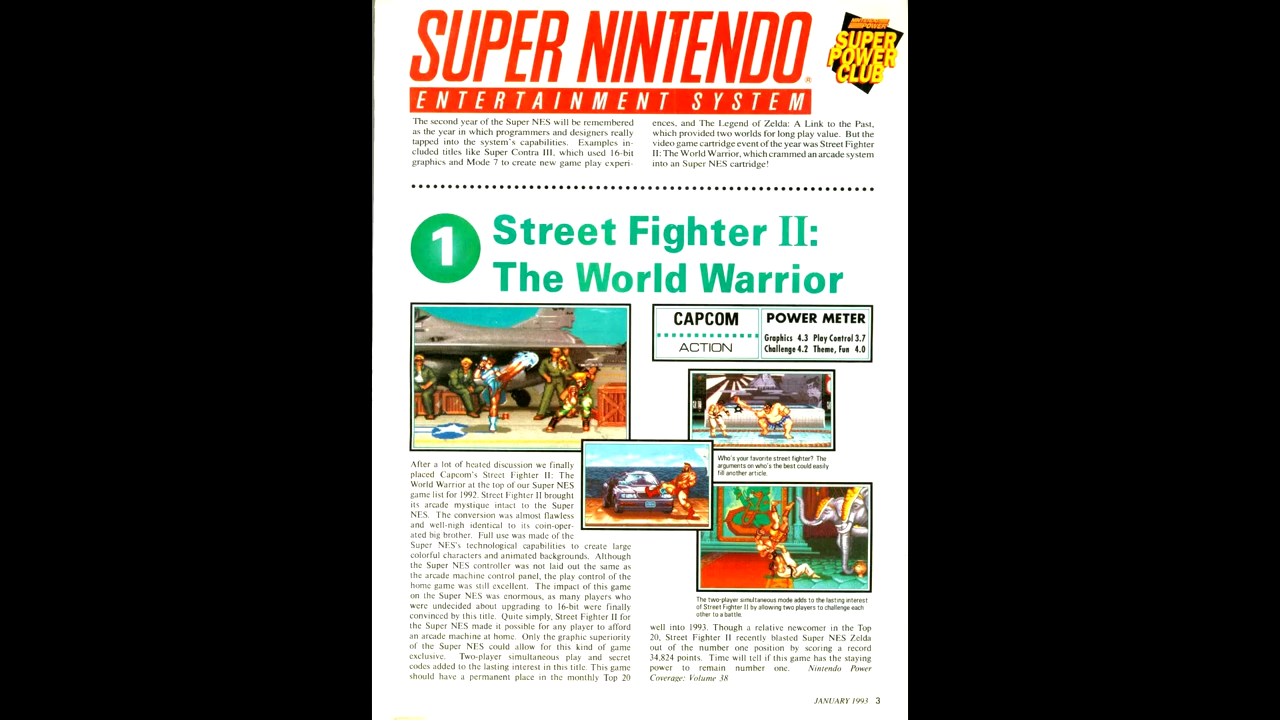 SUPER NINTENDO®
ENTERTAINMENT SYSTEM
NINTENDO
POWER
SUPER
POWER
CLUB
The second year of the Super NES will be remembered
as the year in which programmers and designers really
tapped into the system's capabilities. Examples in-
cluded titles like Super Contra III, which used 16-bit
graphics and Mode 7 to create new game play experi-
ences, and The Legend of Zelda: A Link to the Past,
which provided two worlds for long play value. But the
video game cartridge event of the year was Street Fighter
II: The World Warrior, which crammed an arcade system
into an Super NES cartridge!
1
Street Fighter II:
The World Warrior
CAPCOM
ACTION
POWER METER
Graphics 4.3 Play Control 3.7
Challenge 4.2 Theme, Fun 4.0
Who's your favorite street fighter? The
arguments on who's the best could easily
fill another article.
After a lot of heated discussion we finally
placed Capcom's Street Fighter II: The
World Warrior at the top of our Super NES
game list for 1992. Street Fighter II brought
its arcade mystique intact to the Super
NES. The conversion was almost flawless
and well-nigh identical to its coin-oper-
ated big brother. Full use was made of the
Super NES's technological capabilities to create large
colorful characters and animated backgrounds. Although
the Super NES controller was not laid out the same as
the arcade machine control panel, the play control of the
home game was still excellent. The impact of this game
on the Super NES was enormous, as many players who
were undecided about upgrading to 16-bit were finally
convinced by this title. Quite simply, Street Fighter II for
the Super NES made it possible for any player to afford
an arcade machine at home. Only the graphic superiority
of the Super NES could allow for this kind of game
exclusive. Two-player simultaneous play and secret
codes added to the lasting interest in this title. This game
should have a permanent place in the monthly Top 20
The two-player simultaneous mode adds to the lasting interest
of Street Fighter II by allowing two players to challenge each
other to a battle.
well into 1993. Though a relative newcomer in the Top
20, Street Fighter II recently blasted Super NES Zelda
out of the number one position by scoring a record
34,824 points. Time will tell if this game has the staying
power to remain number one. Nintendo Power
Coverage: Volume 38
JANUARY 1993 3